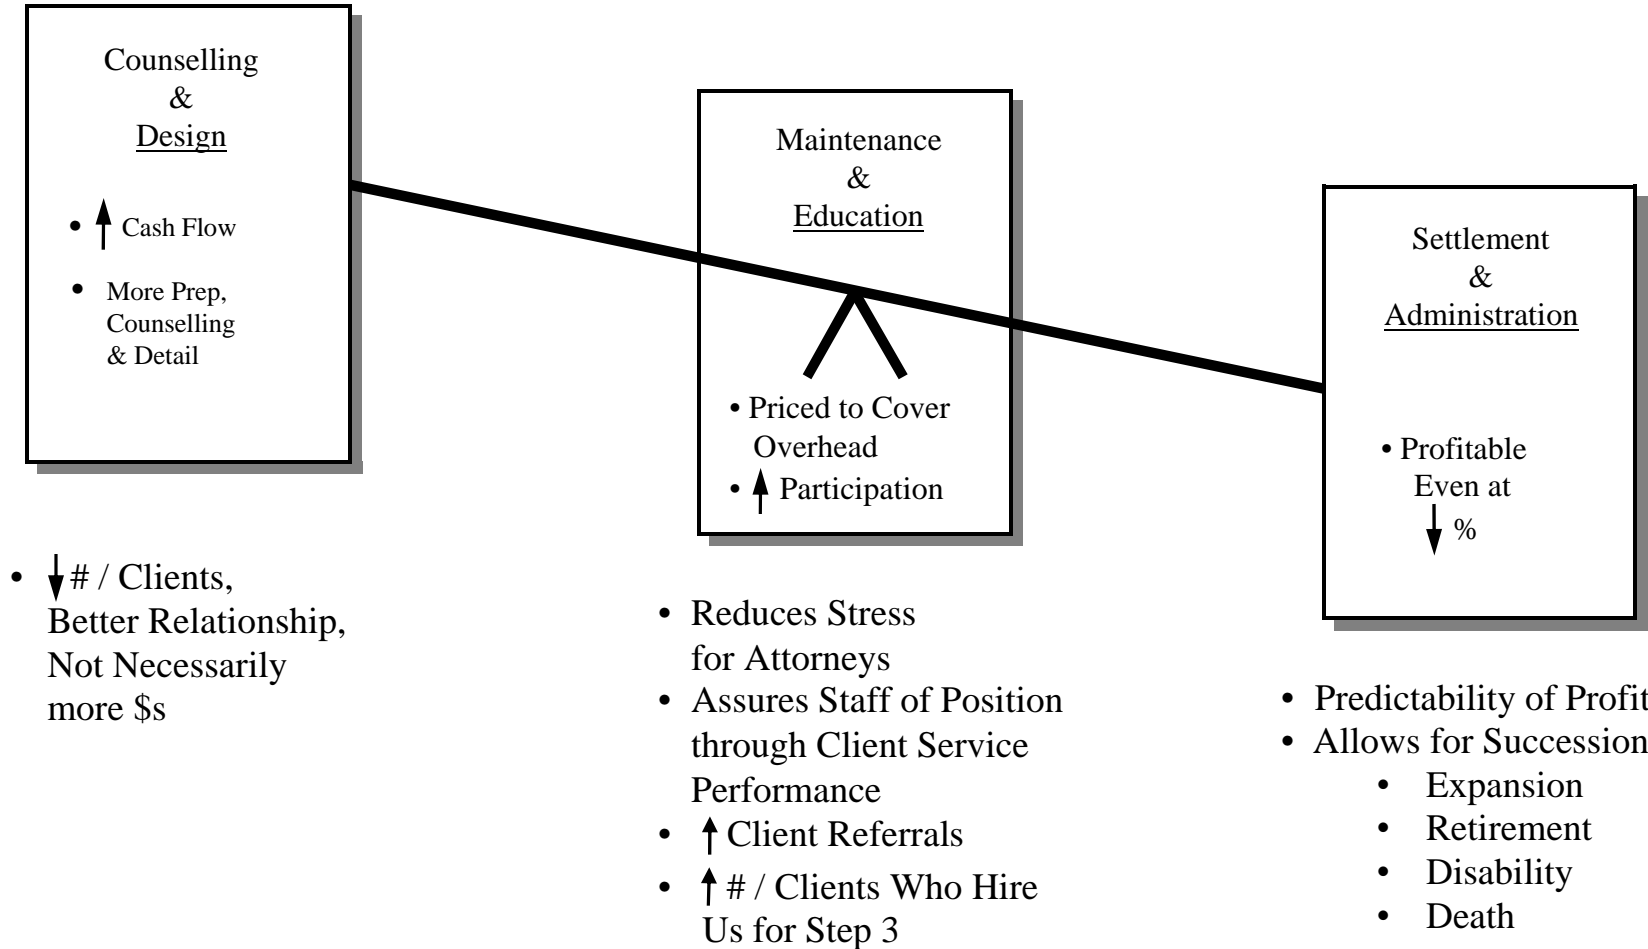 Counselling
&
Design
• ↑ Cash Flow
• More Prep,
Counselling
& Detail
• ↓ # / Clients,
Better Relationship,
Not Necessarily
more $s
Maintenance
&
Education
• Priced to Cover
Overhead
• ↑ Participation
• Reduces Stress
for Attorneys
• Assures Staff of Position
through Client Service
Performance
• ↑ Client Referrals
• ↑ # / Clients Who Hire
Us for Step 3
Settlement
&
Administration
• Profitable
Even at
↓ %
• Predictability of Profit
• Allows for Succession
• Expansion
• Retirement
• Disability
• Death